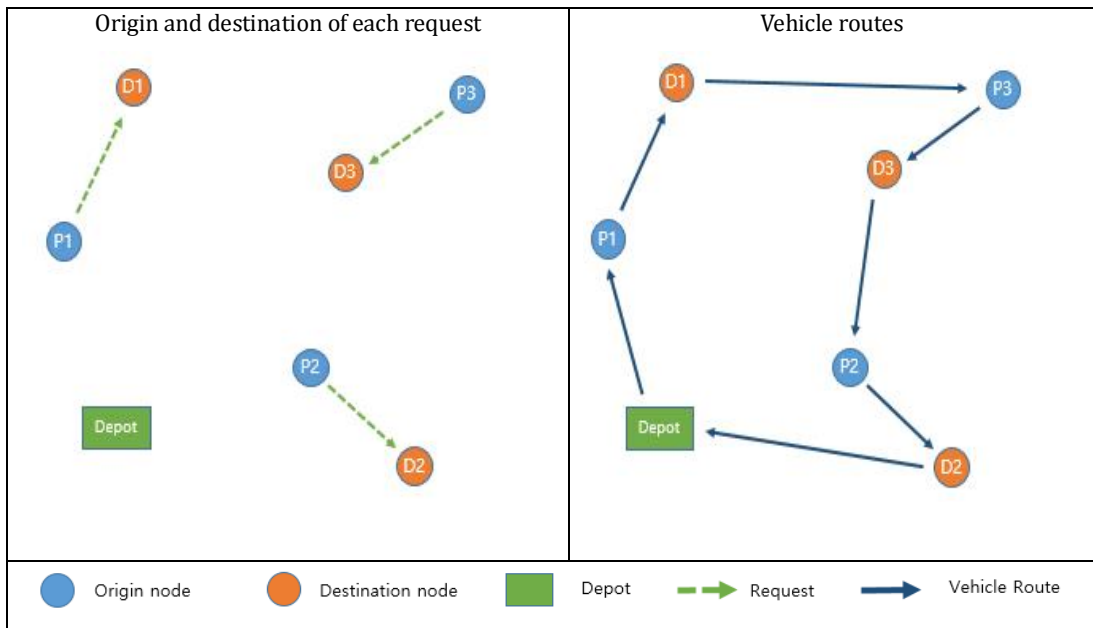 Origin and destination of each request
D1
P3
D3
P1
P2
Depot
D2
Vehicle routes
D1
P3
D3
P1
P2
Depot
D2
Origin node
Destination node
Depot
Request
Vehicle Route